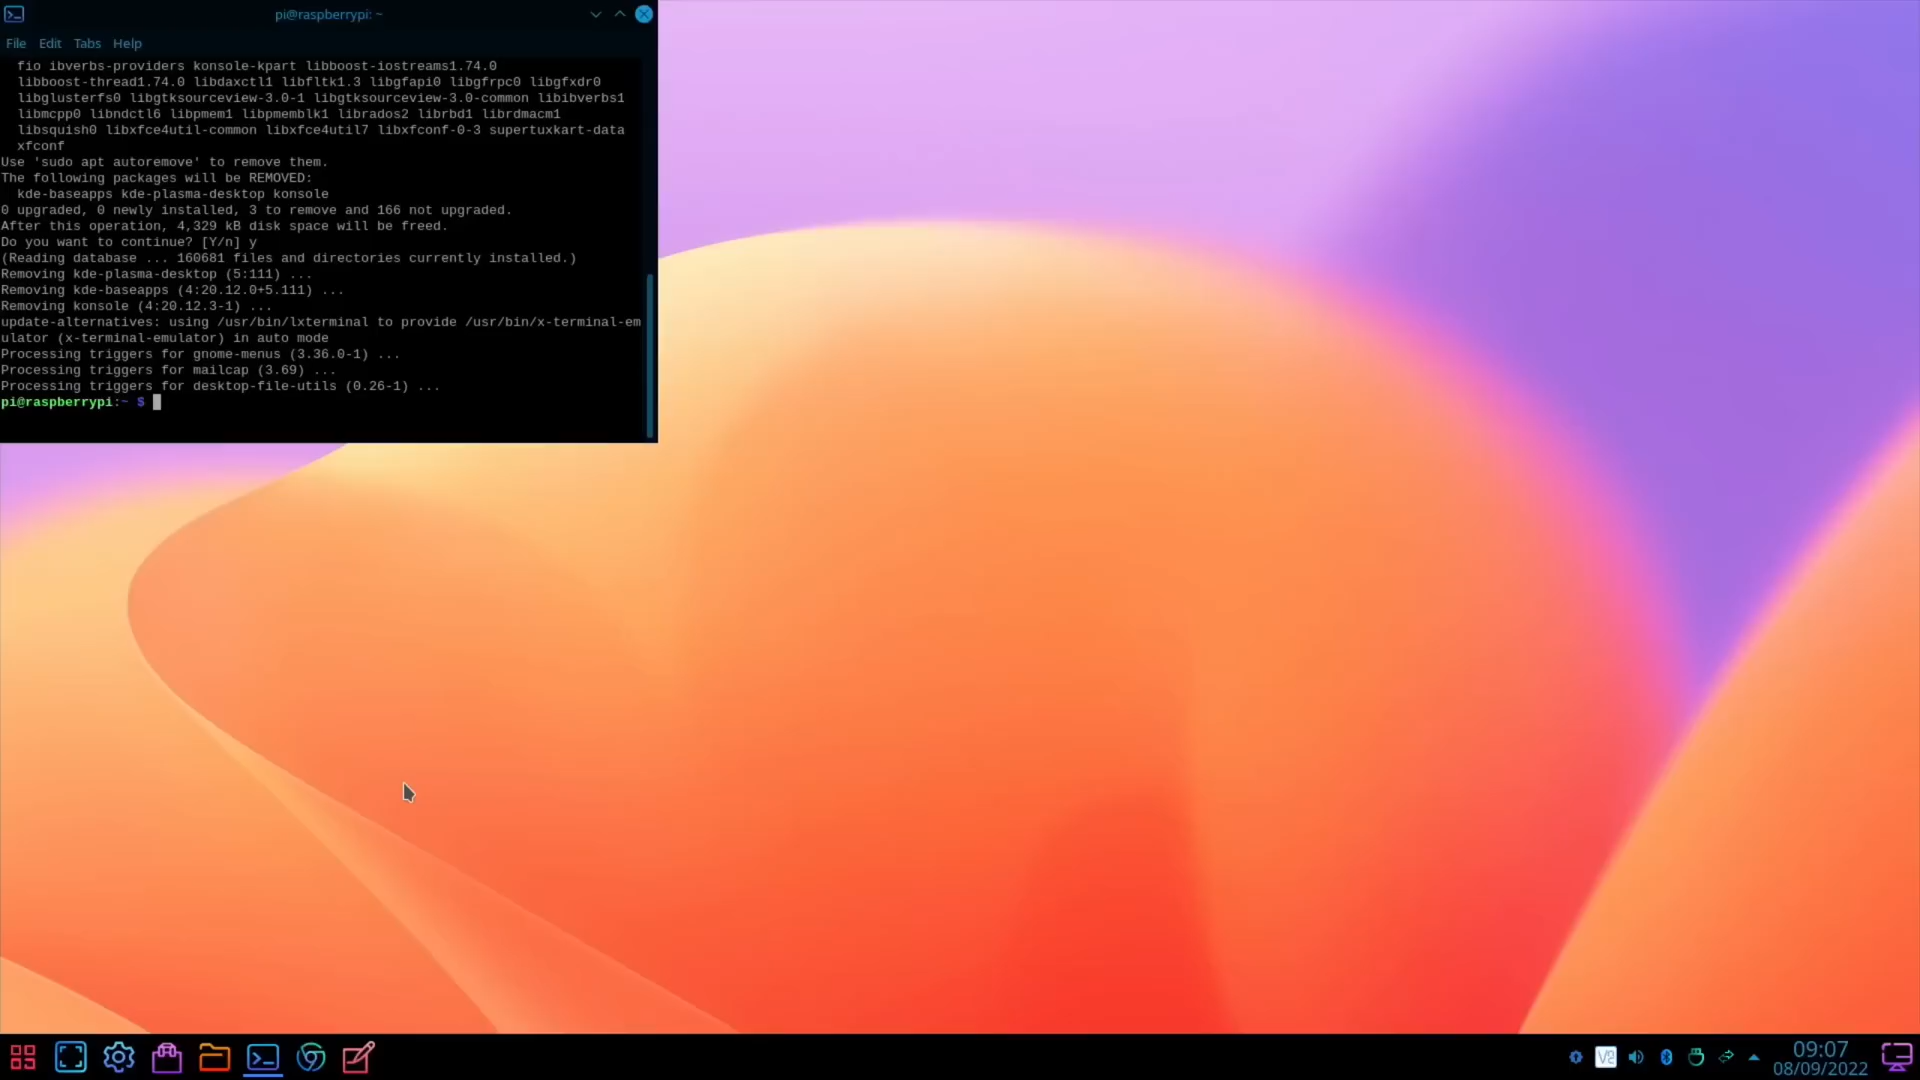 pi@raspberrypi: ~
File Edit Tabs Help
fio ibverbs-providers konsole-kpart libboost-iostreams1.74.0
libboost-thread1.74.0 libdaxctl1 libfltk1.3 libgfapi0 libgfrpc0 libgfxdr0
libglusterfs0 libgtksourceview-3.0-1 libgtksourceview-3.0-common libibverbs1
libmcpp0 libndctl6 libpmem1 libpmemblk1 librados2 librbd1 librdmacm1
libsquish0 libxfce4util-common libxfce4util7 libxfconf-0-3 supertuxkart-data
xfconf
Use 'sudo apt autoremove' to remove them.
The following packages will be REMOVED:
kde-baseapps kde-plasma-desktop konsole
0 upgraded, 0 newly installed, 3 to remove and 166 not upgraded.
After this operation, 4,329 kB disk space will be freed.
Do you want to continue? [Y/n] y
(Reading database ... 160681 files and directories currently installed.)
Removing kde-plasma-desktop (5:111) ...
Removing kde-baseapps (4:20.12.0+5.111) ...
Removing konsole (4:20.12.3-1) ...
update-alternatives: using /usr/bin/lxterminal to provide /usr/bin/x-terminal-em
ulator (x-terminal-emulator) in auto mode
Processing triggers for gnome-menus (3.36.0-1) ...
Processing triggers for mailcap (3.69) ...
Processing triggers for desktop-file-utils (0.26-1) ...
pi@raspberrypi:~ $
09:07
08/09/2022